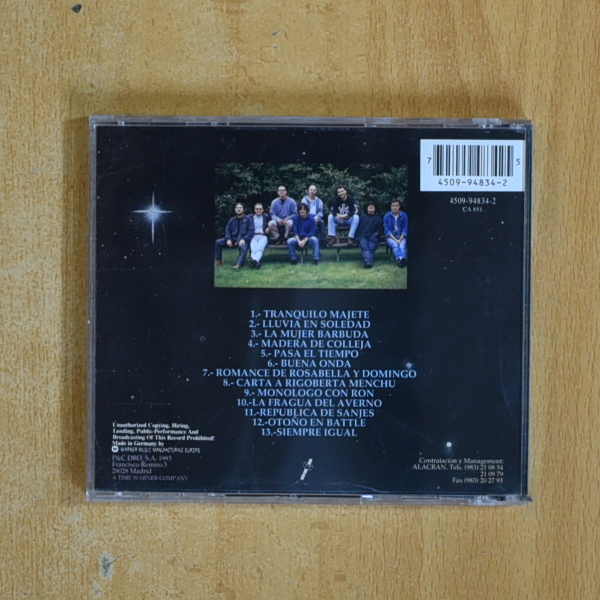 7 5
4509-94834-2
4509-94834-2
CA 851
1.- TRANQUILO MAJETE
2.- LLUVIA EN SOLEDAD
3.- LA MUJER BARBUDA
4.- MADERA DE COLLEJA
5.- PASA EL TIEMPO
6.- BUENA ONDA
7.- ROMANCE DE ROSABELLA Y DOMINGO
8.- CARTA A RIGOBERTA MENCHU
9.- MONOLOGO CON RON
10.-LA FRAGUA DEL AVERNO
11.-REPUBLICA DE SANJES
12.-OTOÑO EN BATTLE
13.-SIEMPRE IGUAL
Unauthorized Copying, Hiring,
Lending, Public-Performance And
Broadcasting Of This Record Prohibited!
Made in Germany by
WARNER MUSIC MANUFACTURING EUROPE
P&C DRO, S.A. 1993
Francisco Remiro,5
28028 Madrid
A TIME WARNER COMPANY
Contratación y Management:
ALACRAN. Tels. (983) 21 08 54
21 09 79
Fax (983) 20 27 93